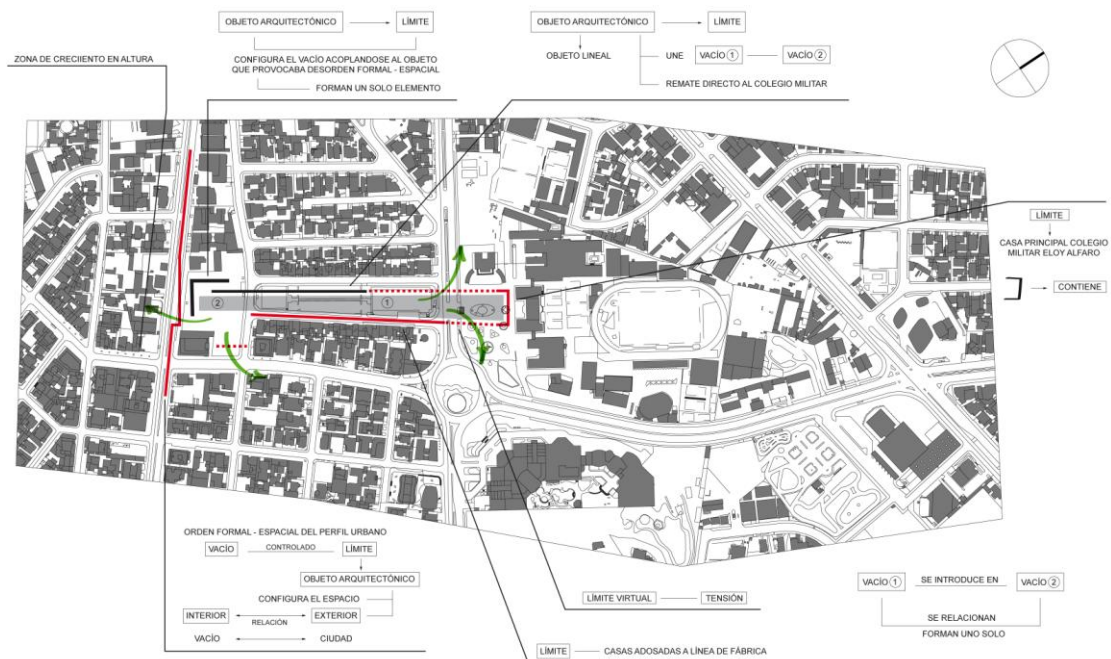 OBJETO ARQUITECTÓNICO LÍMITE
CONFIGURA EL VACÍO ACOPLANDOSE AL OBJETO
QUE PROVOCABA DESORDEN FORMAL - ESPACIAL
FORMAN UN SOLO ELEMENTO
OBJETO ARQUITECTÓNICO LÍMITE
OBJETO LINEAL UNE VACÍO 1 VACÍO 2
REMATE DIRECTO AL COLEGIO MILITAR
ZONA DE CRECIIENTO EN ALTURA
LÍMITE
CASA PRINCIPAL COLEGIO
MILITAR ELOY ALFARO
CONTIENE
2
1
ORDEN FORMAL - ESPACIAL DEL PERFIL URBANO
VACÍO CONTROLADO LÍMITE
OBJETO ARQUITECTÓNICO
CONFIGURA EL ESPACIO
INTERIOR RELACIÓN EXTERIOR
VACÍO CIUDAD
LÍMITE VIRTUAL TENSIÓN
LÍMITE CASAS ADOSADAS A LÍNEA DE FÁBRICA
VACÍO 1 SE INTRODUCE EN VACÍO 2
SE RELACIONAN
FORMAN UNO SOLO